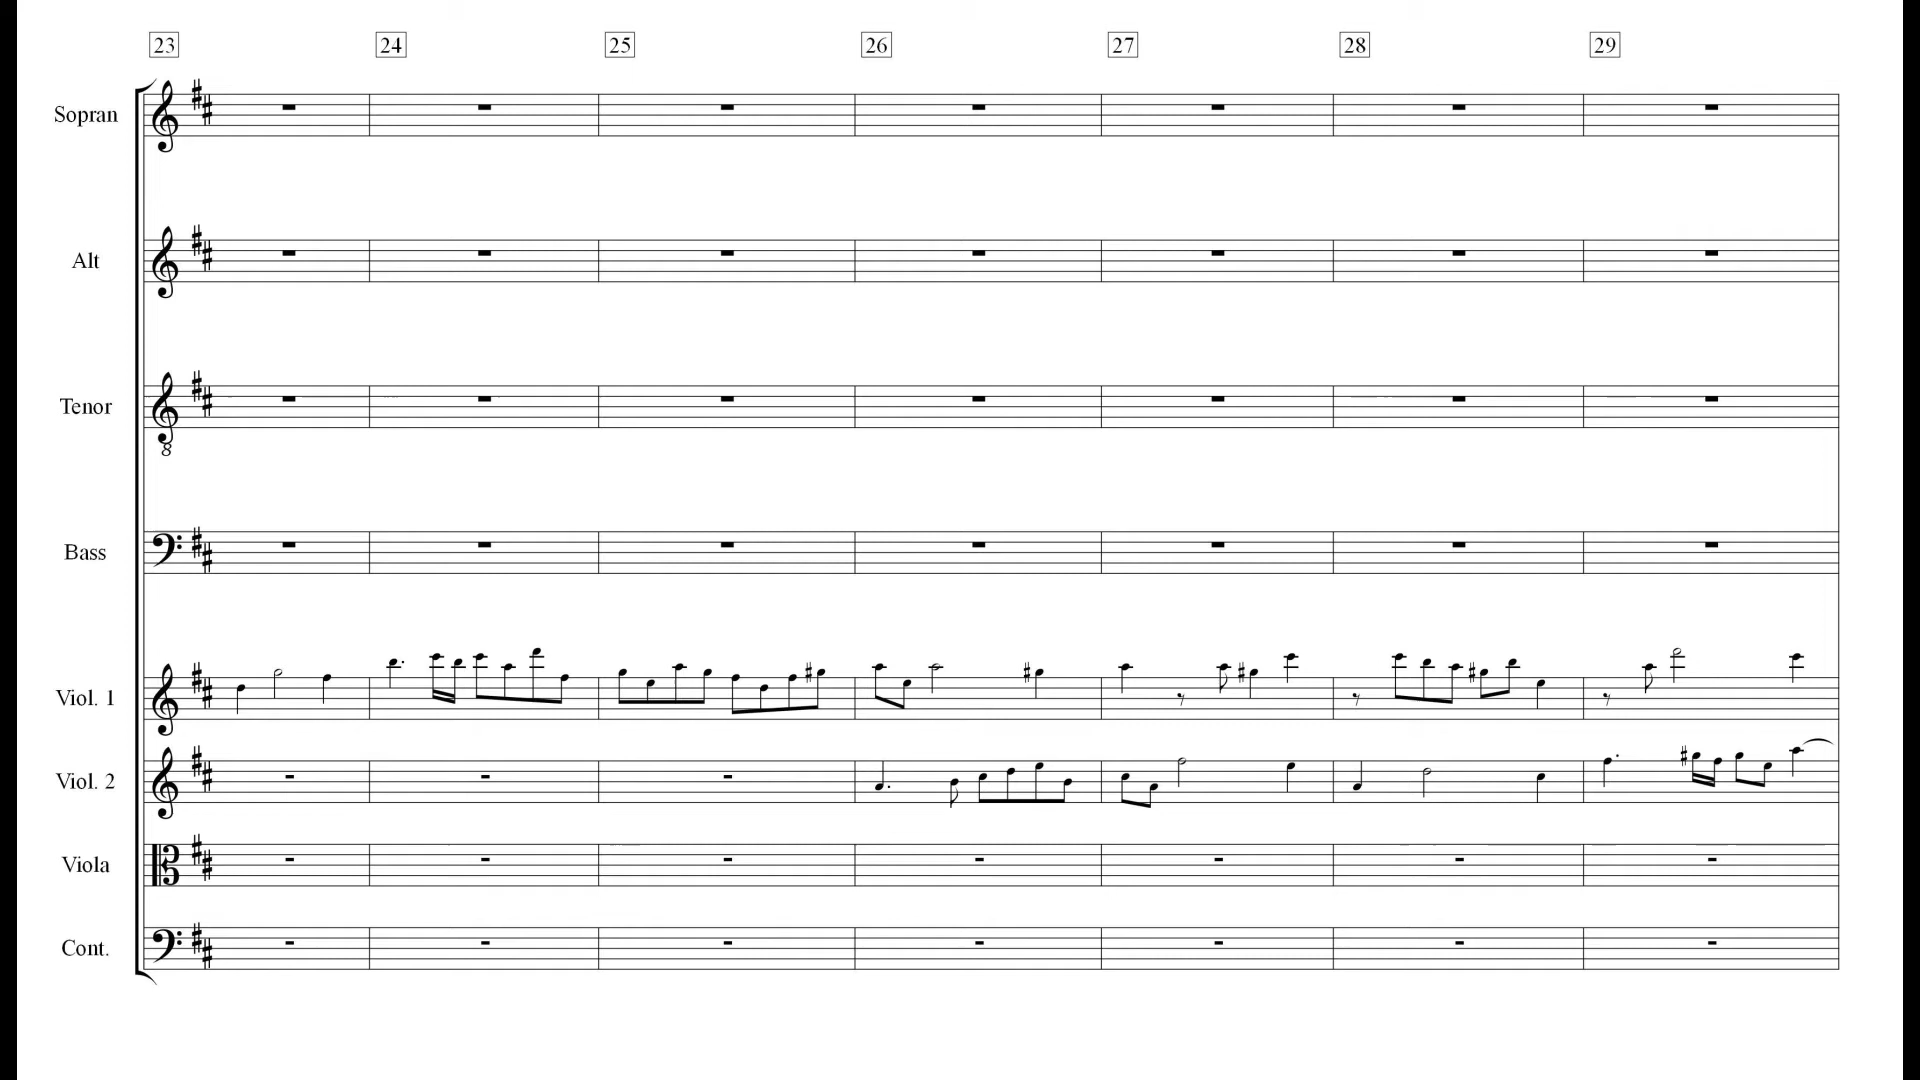 23 24 25 26 27 28 29
Sopran
Alt
Tenor
8
Bass
Viol. 1
Viol. 2
Viola
Cont.